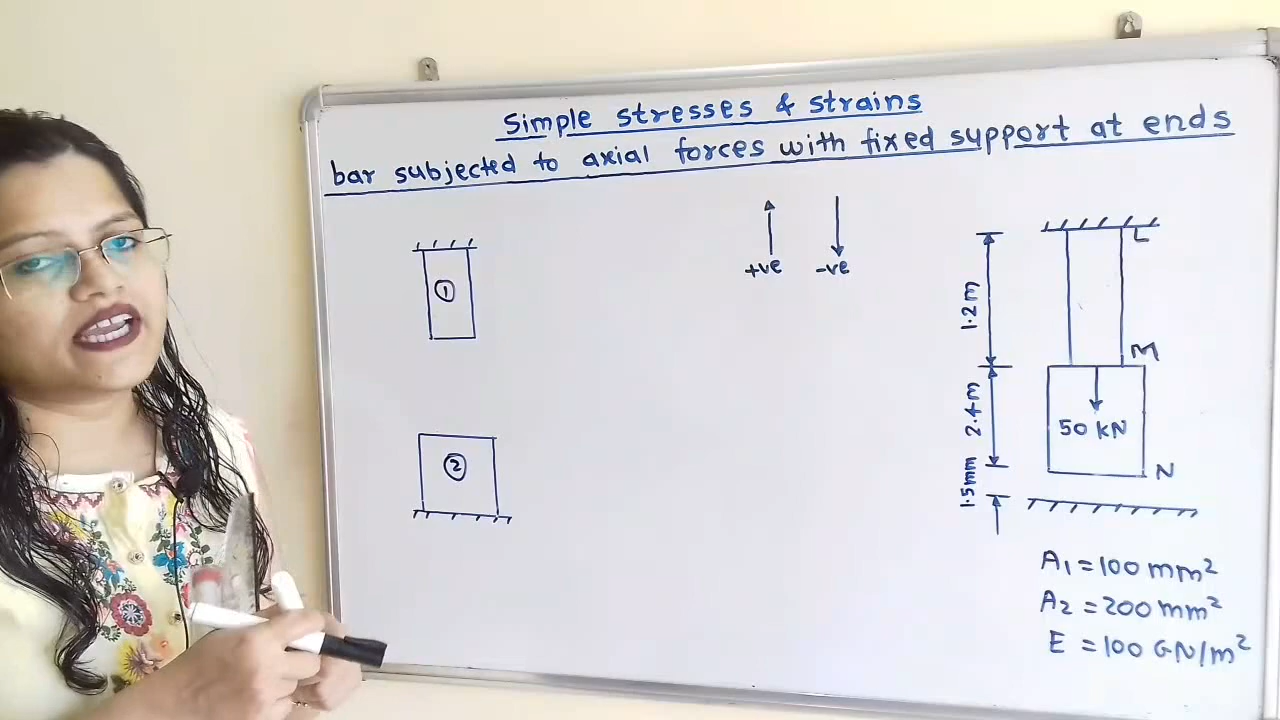 Simple stresses & strains
bar subjected to axial forces with fixed support at ends
+ve -ve
①
②
L
1.2m
M
2.4m
50 kN
N
1.5mm
A₁ = 100 mm²
A₂ = 200 mm²
E = 100 GN/m²